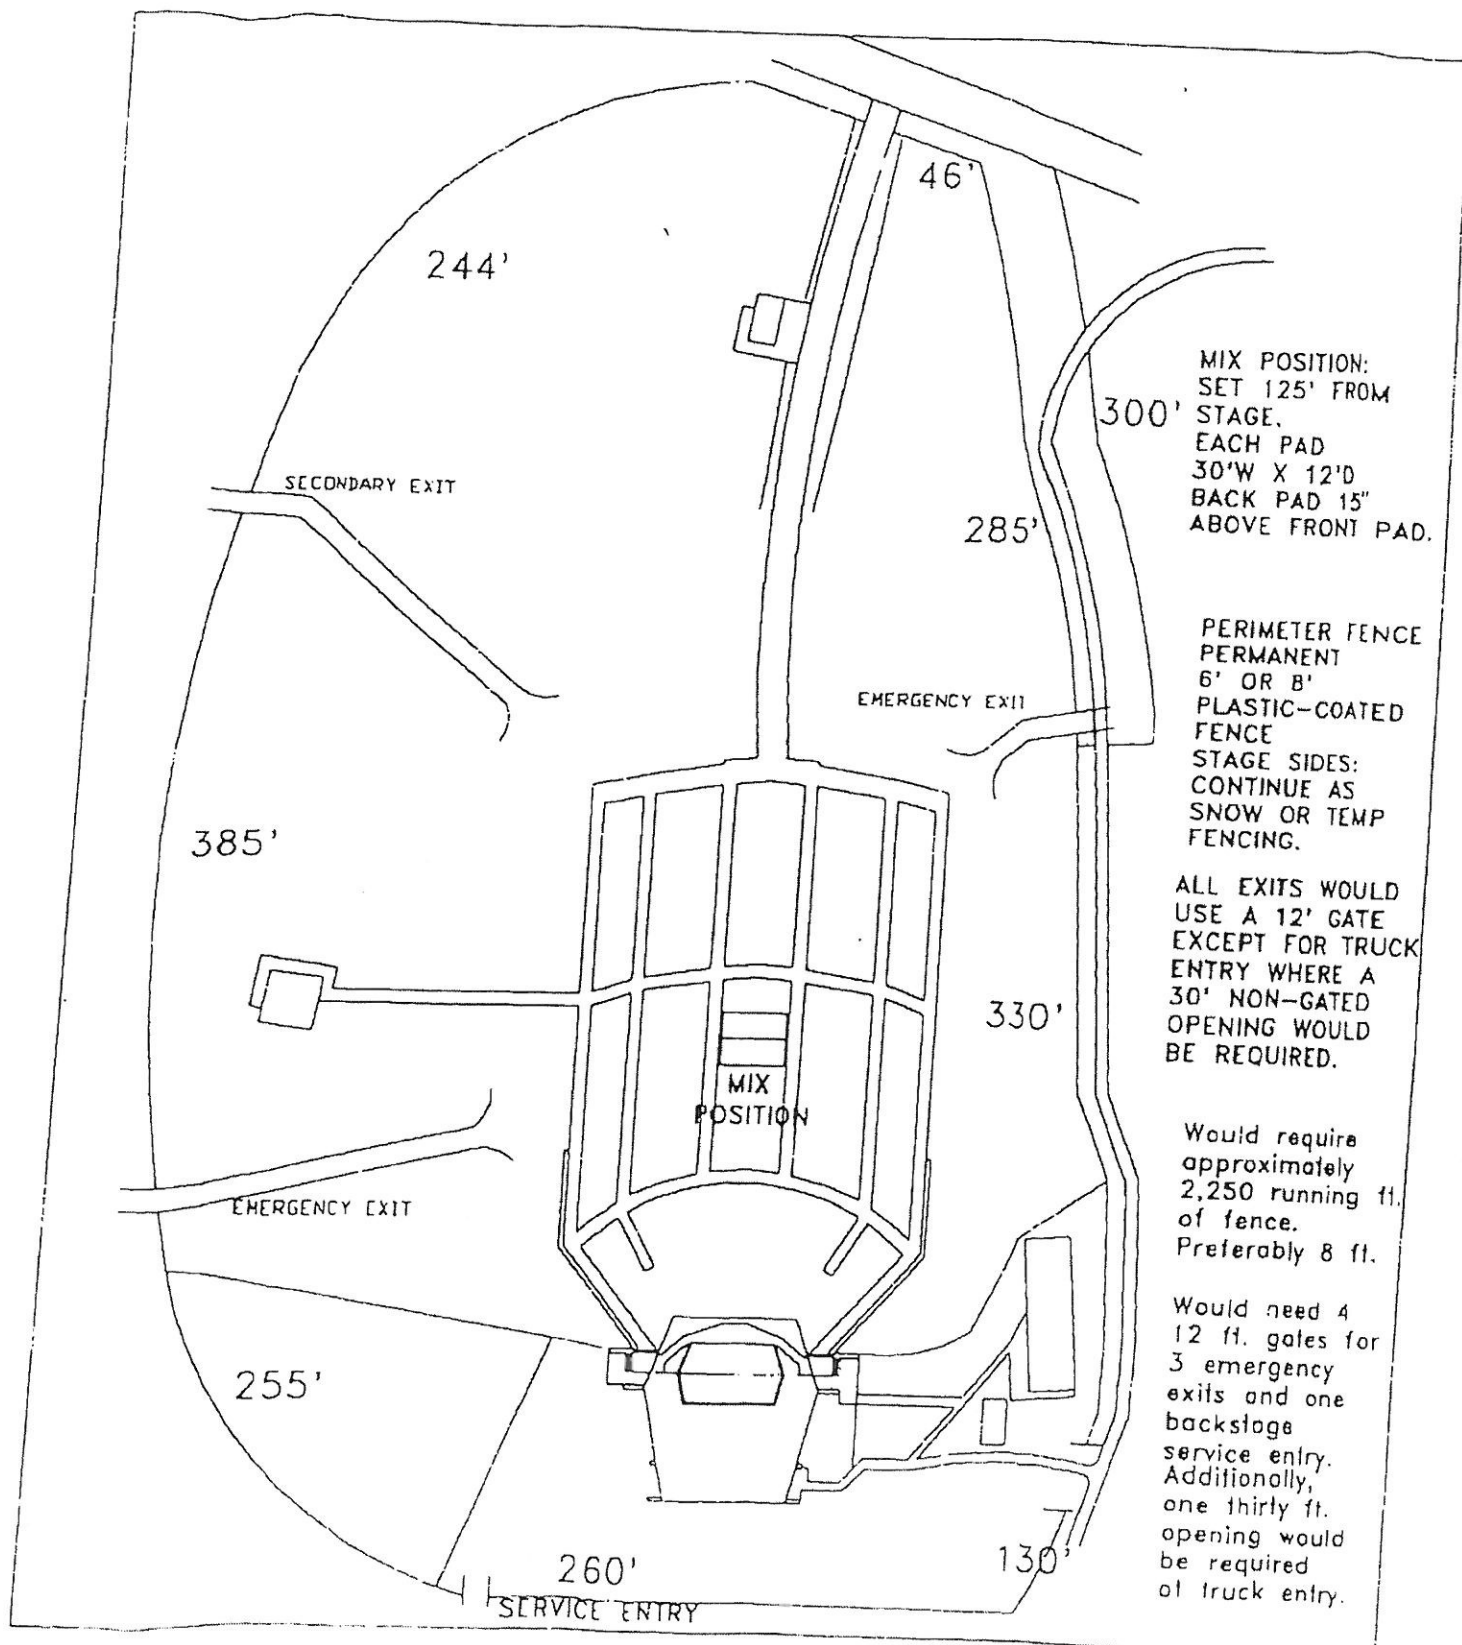 46'
244'
MIX POSITION:
SET 125' FROM
STAGE.
EACH PAD
30'W X 12'D
BACK PAD 15"
ABOVE FRONT PAD.
300'
SECONDARY EXIT
285'
PERIMETER FENCE
PERMANENT
6' OR 8'
PLASTIC-COATED
FENCE
STAGE SIDES:
CONTINUE AS
SNOW OR TEMP
FENCING.
EMERGENCY EXIT
385'
ALL EXITS WOULD
USE A 12' GATE
EXCEPT FOR TRUCK
ENTRY WHERE A
30' NON-GATED
OPENING WOULD
BE REQUIRED.
330'
MIX
POSITION
Would require
approximately
2,250 running ft.
of fence.
Preferably 8 ft.
EMERGENCY EXIT
Would need 4
12 ft. gates for
3 emergency
exits and one
backstage
service entry.
Additionally,
one thirty ft.
opening would
be required
at truck entry.
255'
260'
130'
SERVICE ENTRY